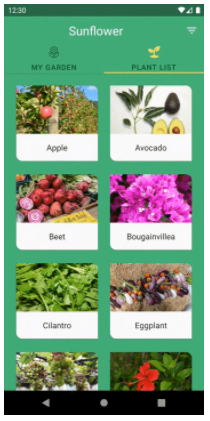 12:30
Sunflower
MY GARDEN
PLANT LIST
Apple
Avocado
Beet
Bougainvillea
Cilantro
Eggplant